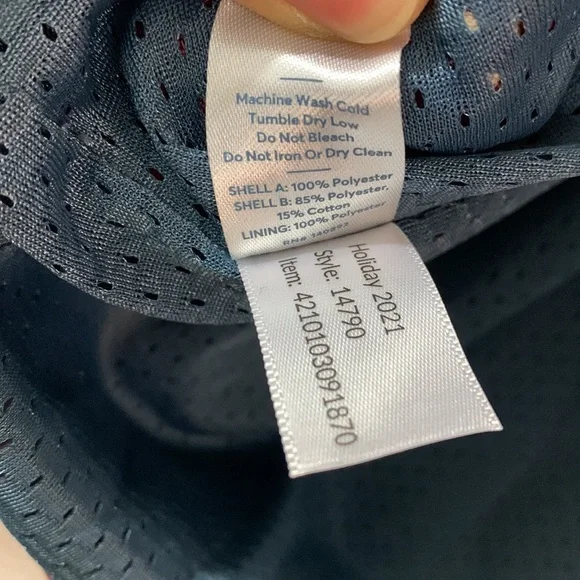 Machine Wash Cold
Tumble Dry Low
Do Not Bleach
Do Not Iron Or Dry Clean
SHELL A: 100% Polyester
SHELL B: 85% Polyester.
15% Cotton
LINING: 100% Polyester
RN#
Holiday 2021
Style: 14790
Item: 4210103091870